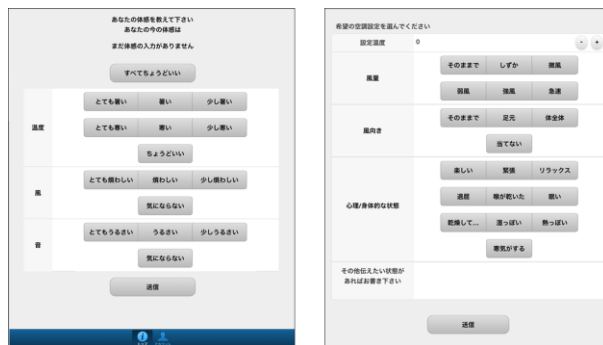 あなたの体感を教えて下さい
あなたの今の体感は
まだ体感の入力がありません
すべてちょうどいい
温度
とても暑い 暑い 少し暑い
とても寒い 寒い 少し寒い
ちょうどいい
風
とても煩わしい 煩わしい 少し煩わしい
気にならない
音
とてもうるさい うるさい 少しうるさい
気にならない
送信
希望の空調設定を選んでください
設定温度 0 - +
風量
そのままで しずか 微風
弱風 強風 急速
風向き
そのままで 足元 体全体
当てない
心理/身体的な状態
楽しい 緊張 リラックス
退屈 喉が乾いた 眠い
乾燥して... 湿っぽい 熱っぽい
寒気がする
その他伝えたい状態が
あればお書き下さい
送信